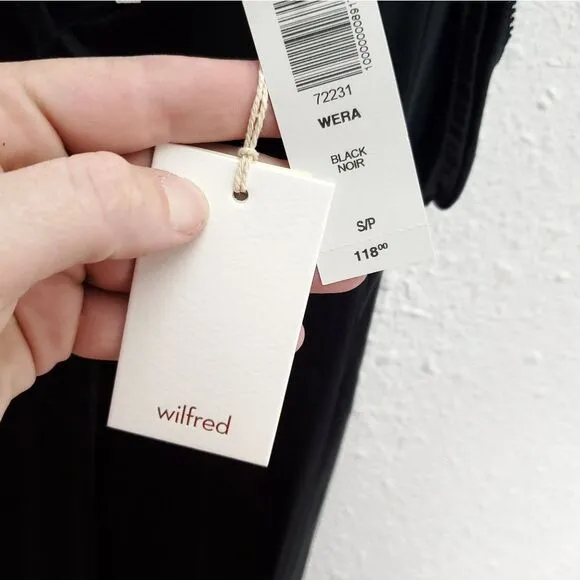 72231
WERA
BLACK
NOIR
S/P
118⁰⁰
wilfred